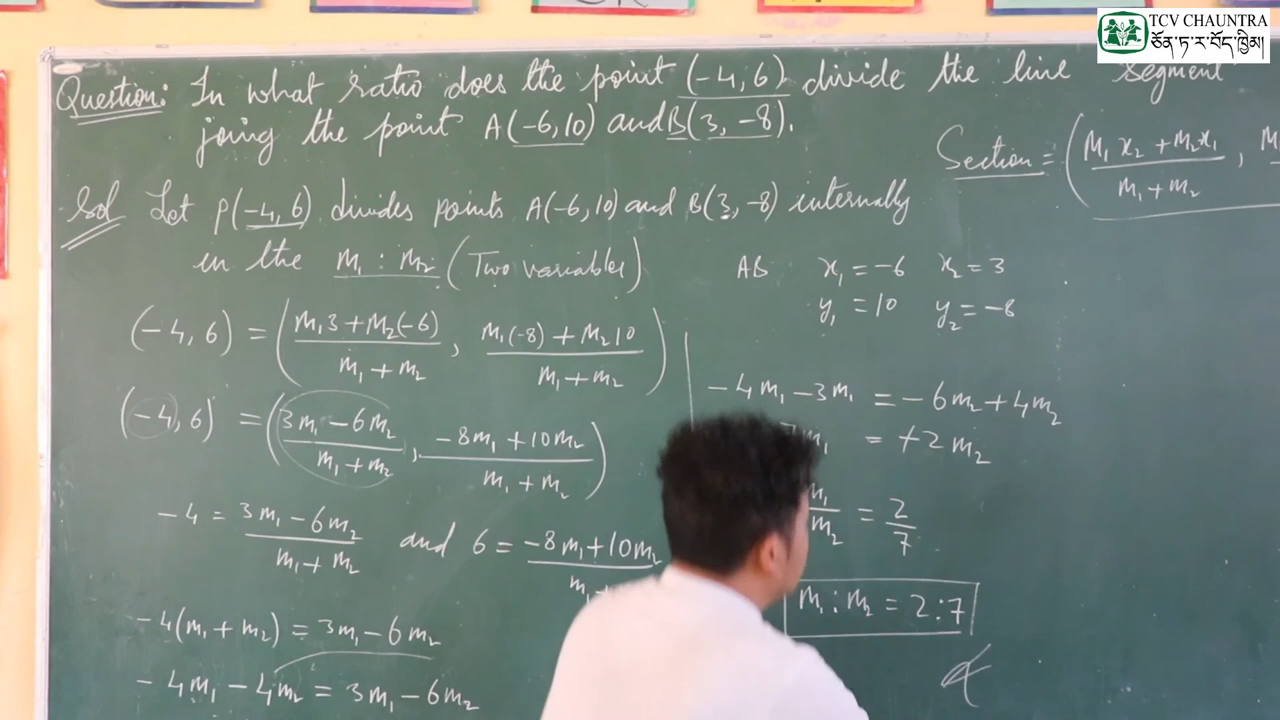 TCV CHAUNTRA
ཅོན་ཏ་ར་བོད་ཁྱིམ།
Question: In what ratio does the point (-4, 6) divide the line segment
joing the point A(-6, 10) and B(3, -8).
Section = (M₁x₂ + M₂x₁ / m₁ + m₂ ,
Sol Let P(-4, 6) divides points A(-6, 10) and B(3, -8) internally
in the m₁ : m₂ (Two variables)
AB x₁ = -6 x₂ = 3
y₁ = 10 y₂ = -8
(-4, 6) = (m₁3 + m₂(-6) / m₁ + m₂ , m₁(-8) + m₂10 / m₁ + m₂)
(-4, 6) = (3m₁ - 6m₂ / m₁ + m₂ , -8m₁ + 10m₂ / m₁ + m₂)
-4 = 3m₁ - 6m₂ / m₁ + m₂ and 6 = -8m₁ + 10m₂ / m₁
-4(m₁ + m₂) = 3m₁ - 6m₂
-4m₁ - 4m₂ = 3m₁ - 6m₂
-4m₁ - 3m₁ = -6m₂ + 4m₂
7m₁ = +2m₂
m₁ / m₂ = 2 / 7
m₁ : m₂ = 2:7